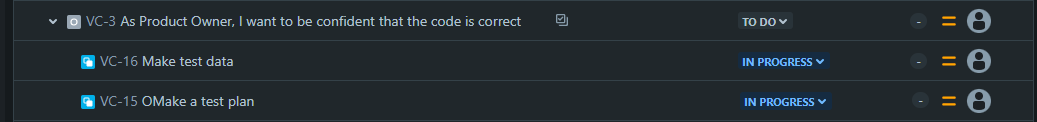 VC-3 As Product Owner, I want to be confident that the code is correct TO DO -
VC-16 Make test data IN PROGRESS -
VC-15 OMake a test plan IN PROGRESS -